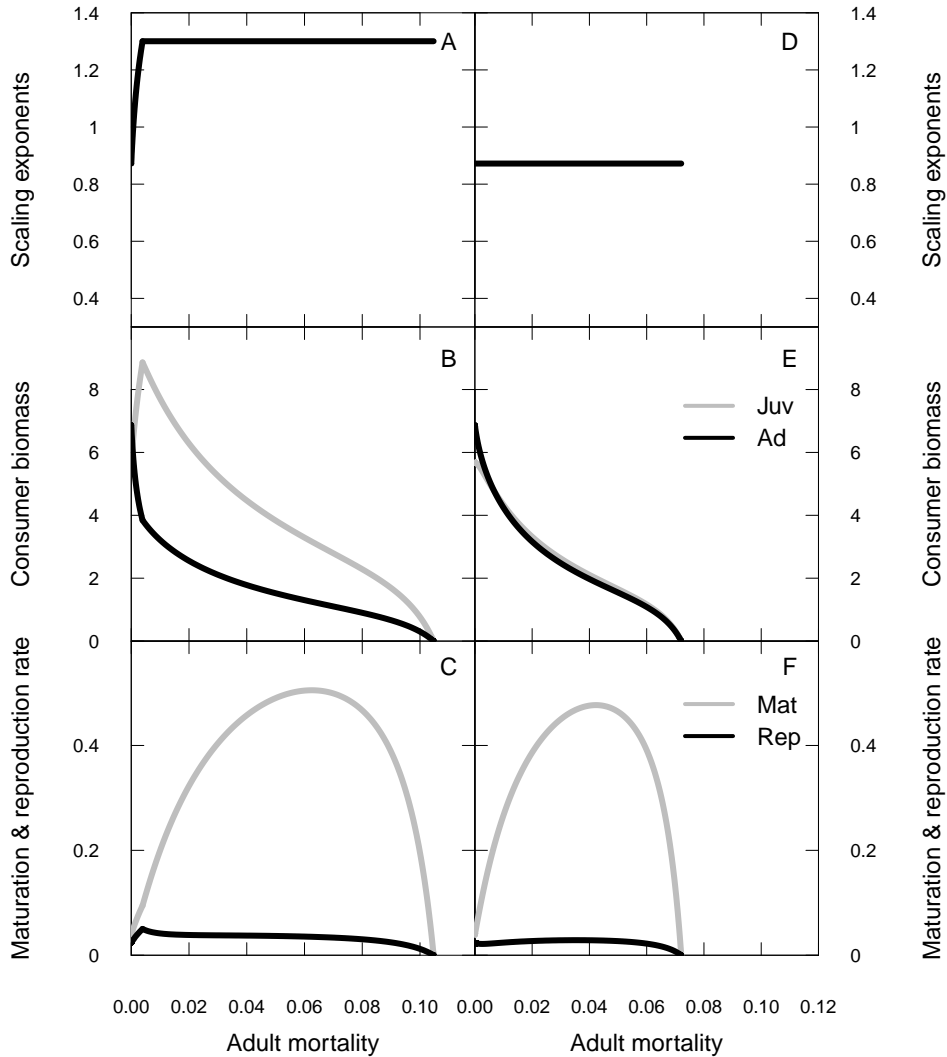 Scaling exponents
1.4
1.2
1
0.8
0.6
0.4
A
D
Scaling exponents
Consumer biomass
8
6
4
2
0
B
E
Juv
Ad
8
6
4
2
0
Consumer biomass
Maturation & reproduction rate
0.4
0.2
0
C
F
Mat
Rep
0.4
0.2
0
Maturation & reproduction rate
1.4
1.2
1
0.8
0.6
0.4
0.00 0.02 0.04 0.06 0.08 0.10 0.00 0.02 0.04 0.06 0.08 0.10 0.12
Adult mortality Adult mortality